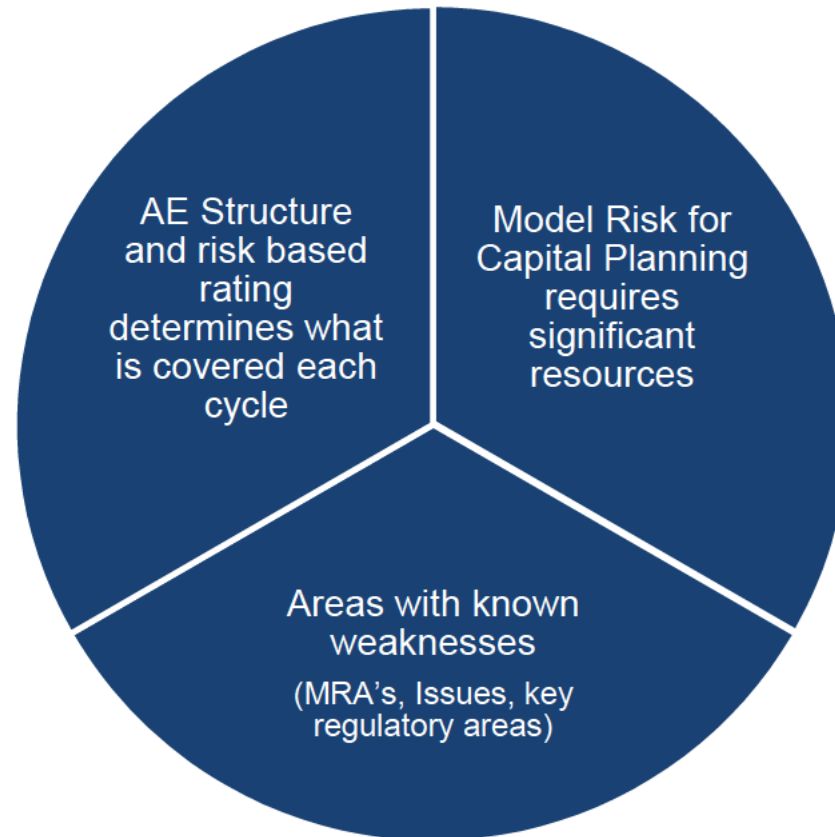 AE Structure
and risk based
rating
determines what
is covered each
cycle
Model Risk for
Capital Planning
requires
significant
resources
Areas with known
weaknesses
(MRA's, Issues, key
regulatory areas)